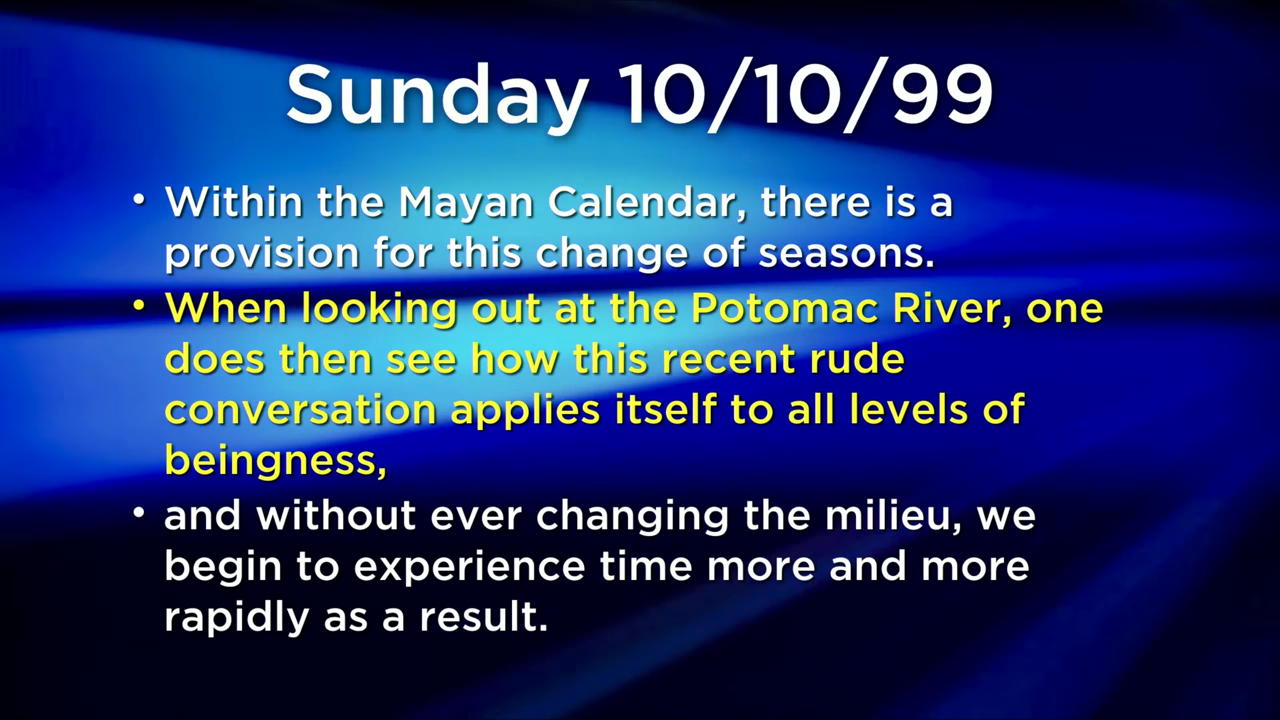 Sunday 10/10/99
• Within the Mayan Calendar, there is a
provision for this change of seasons.
• When looking out at the Potomac River, one
does then see how this recent rude
conversation applies itself to all levels of
beingness,
• and without ever changing the milieu, we
begin to experience time more and more
rapidly as a result.